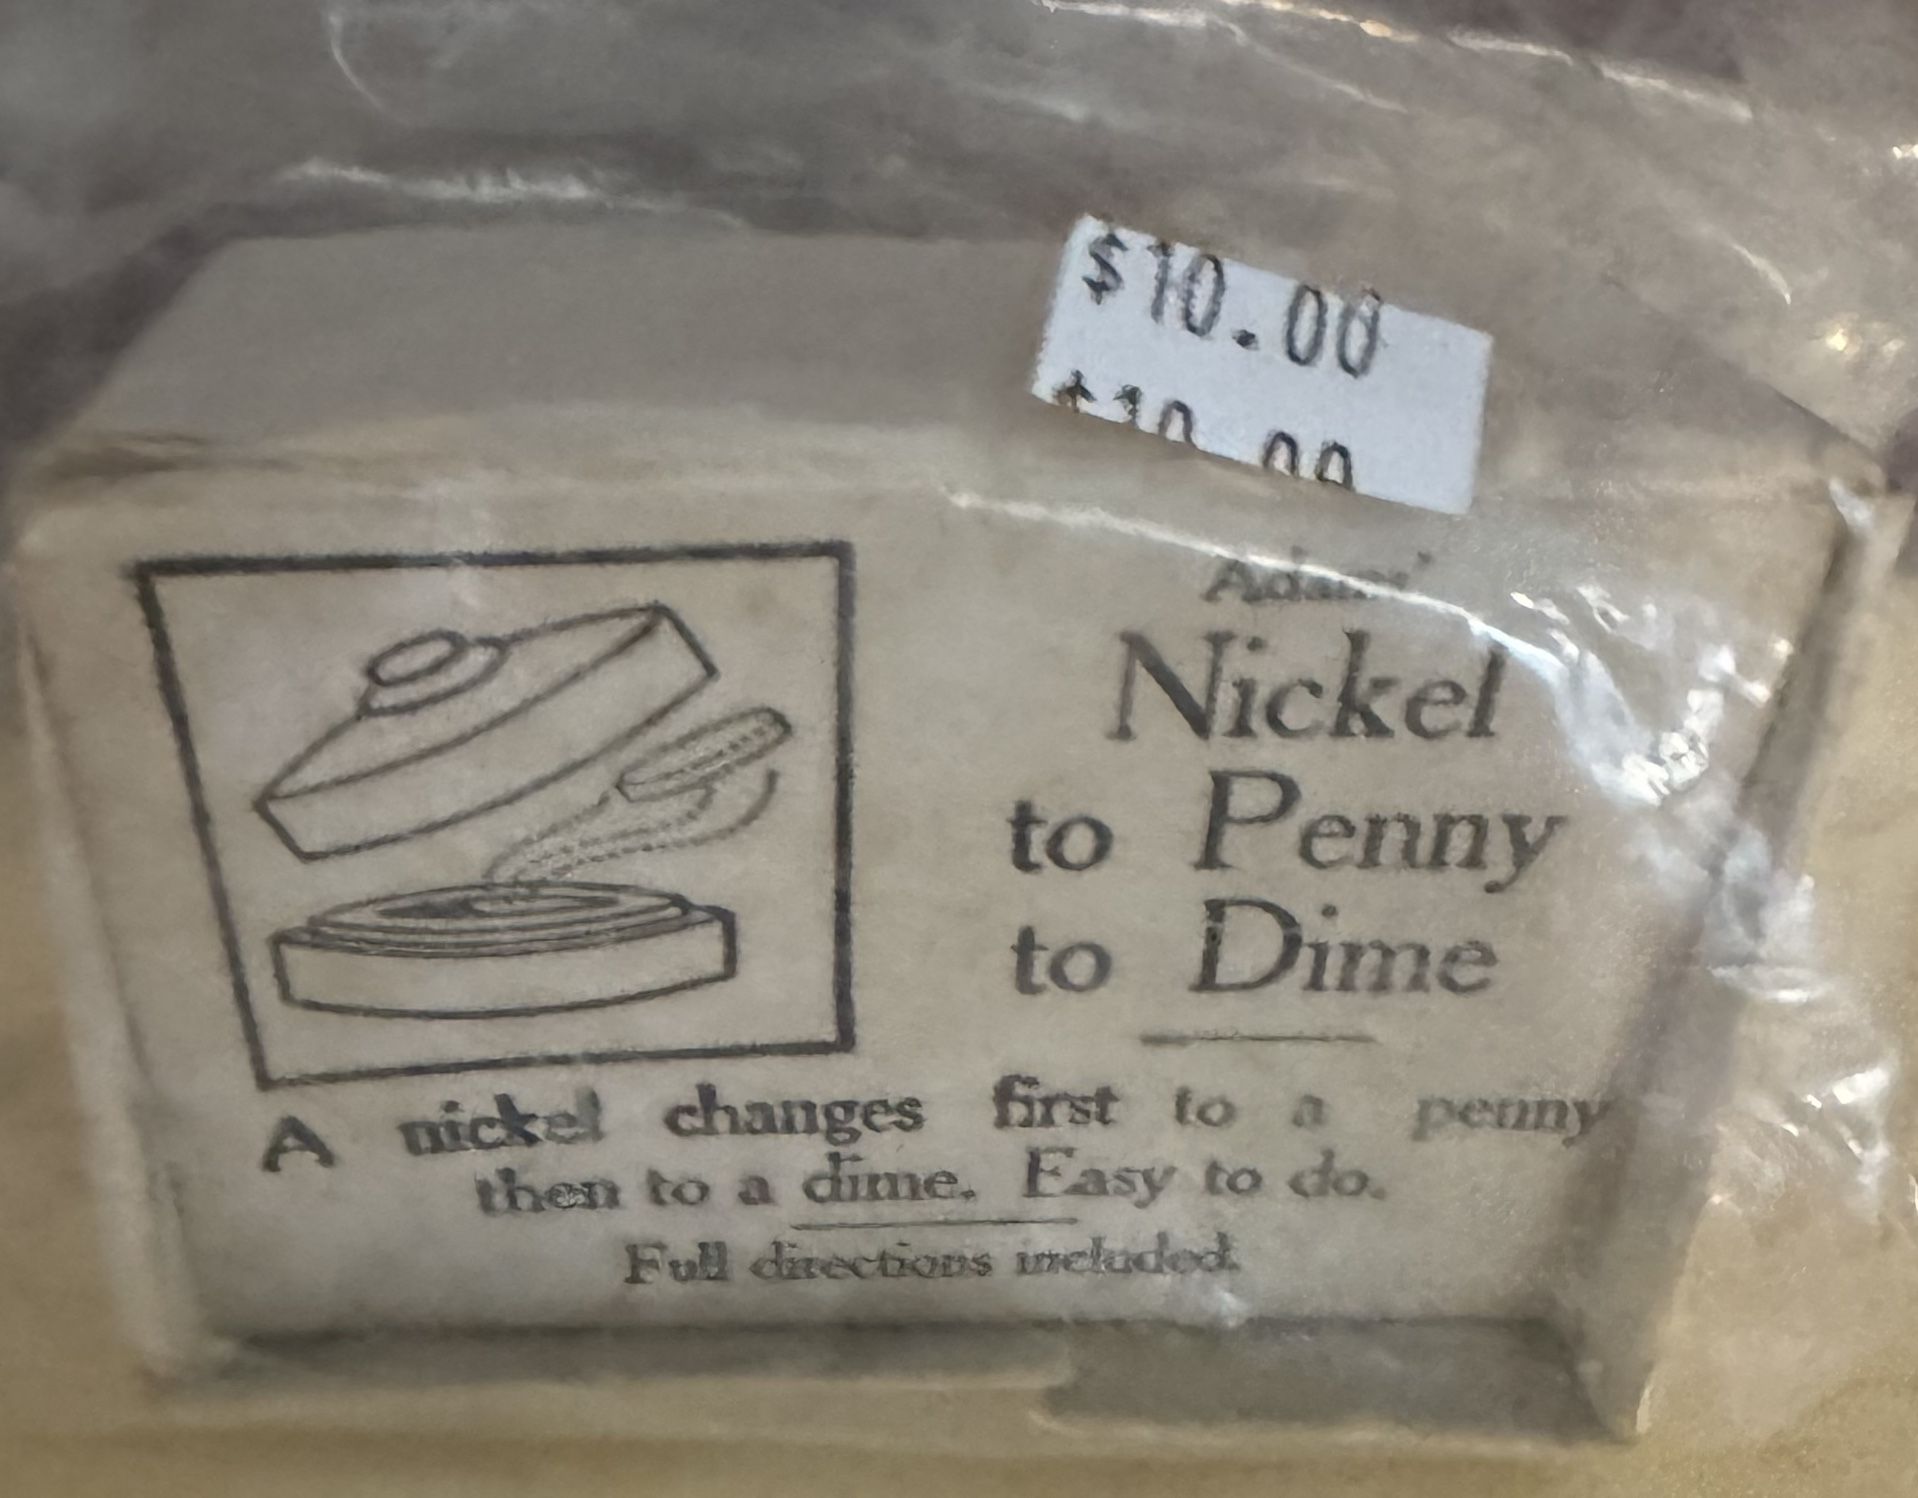 $10.00
Adams'
Nickel
to Penny
to Dime
A nickel changes first to a penny
then to a dime. Easy to do.
Full directions included.